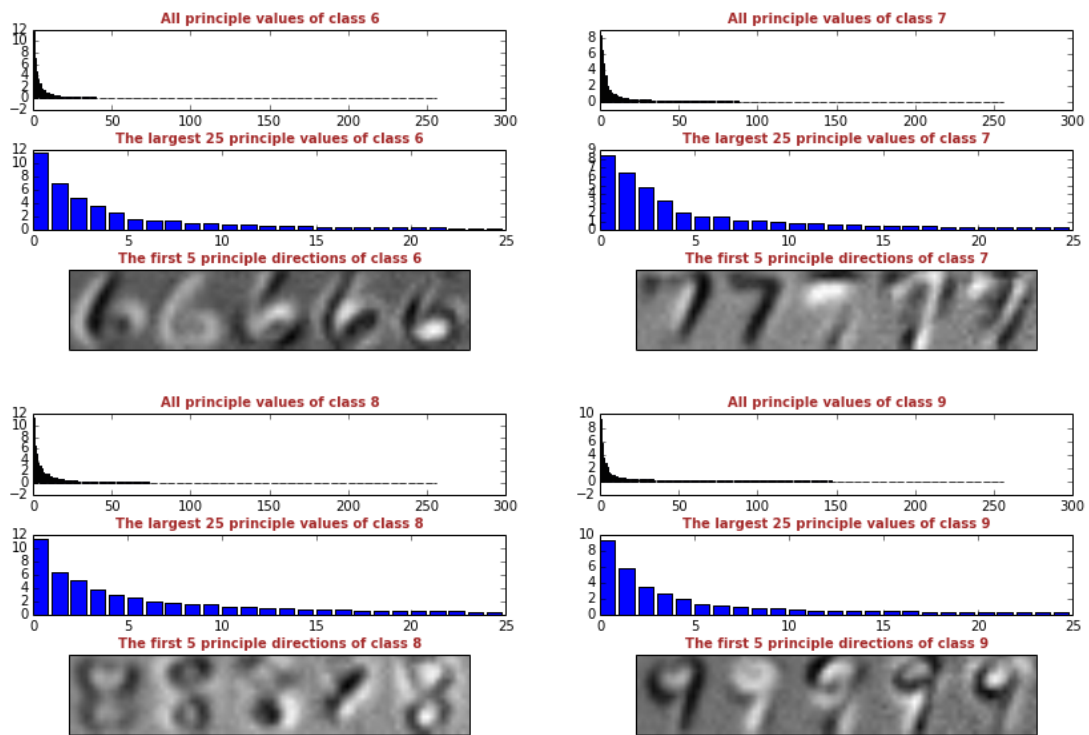 All principle values of class 6
12
10
8
6
4
2
0
−2
0 50 100 150 200 250 300
The largest 25 principle values of class 6
12
10
8
6
4
2
0
0 5 10 15 20 25
The first 5 principle directions of class 6
All principle values of class 7
8
6
4
2
0
0 50 100 150 200 250 300
The largest 25 principle values of class 7
9
8
7
6
5
4
3
2
1
0
0 5 10 15 20 25
The first 5 principle directions of class 7
All principle values of class 8
12
10
8
6
4
2
0
−2
0 50 100 150 200 250 300
The largest 25 principle values of class 8
12
10
8
6
4
2
0
0 5 10 15 20 25
The first 5 principle directions of class 8
All principle values of class 9
10
8
6
4
2
0
−2
0 50 100 150 200 250 300
The largest 25 principle values of class 9
10
8
6
4
2
0
0 5 10 15 20 25
The first 5 principle directions of class 9